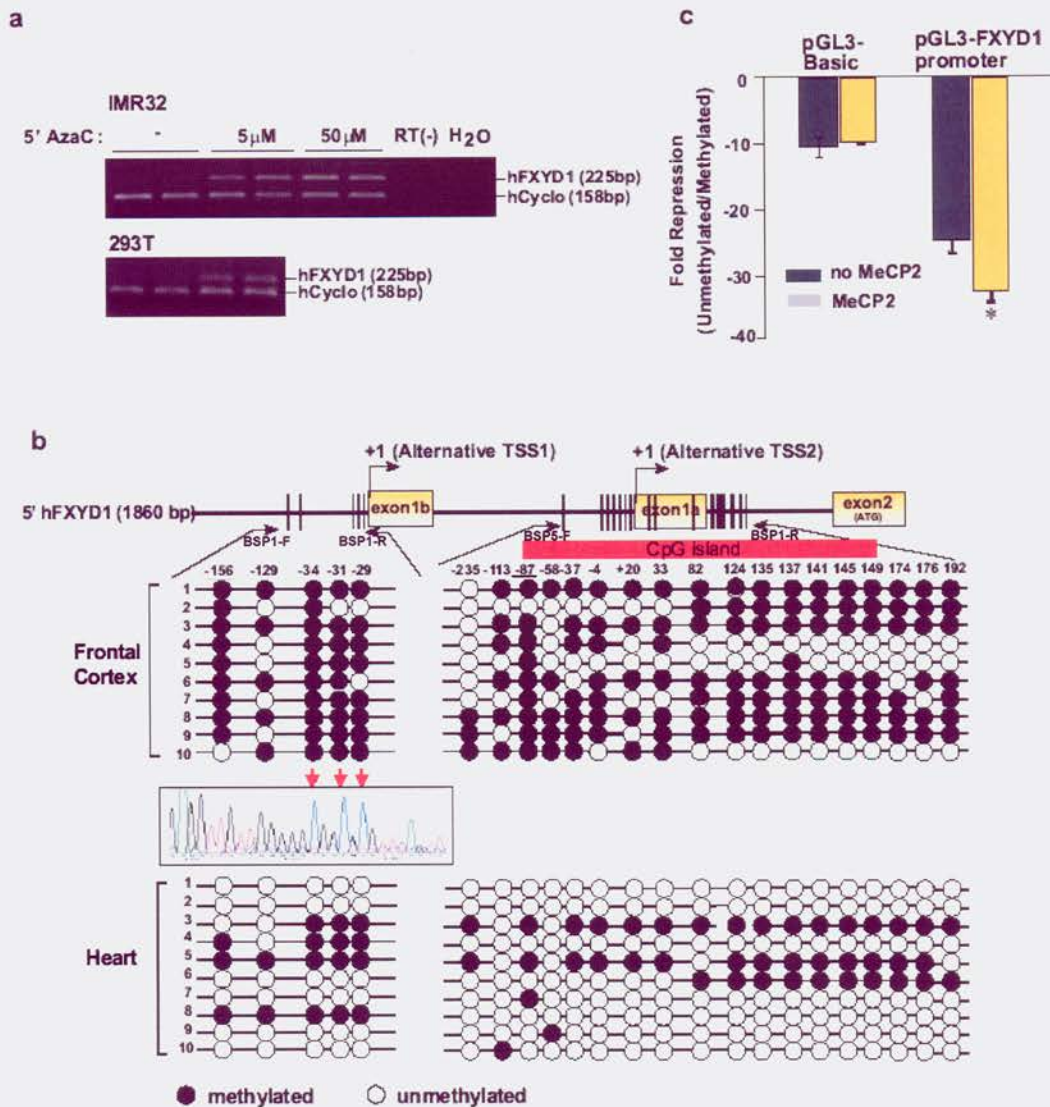 a
IMR32
5' AzaC : - 5µM 50µM RT(-) H2O
hFXYD1 (225bp)
hCyclo (158bp)
293T
hFXYD1 (225bp)
hCyclo (158bp)
c
pGL3-Basic
pGL3-FXYD1 promoter
Fold Repression
(Unmethylated/Methylated)
0
-10
-20
-30
-40
no MeCP2
MeCP2
*
b
+1 (Alternative TSS1)
+1 (Alternative TSS2)
5' hFXYD1 (1860 bp)
exon1b
exon1a
exon2
(ATG)
BSP1-F
BSP1-R
BSP5-F
BSP1-R
CpG island
-156 -129 -34 -31 -29
-235 -113 -87 -58 -37 -4 +20 33 82 124 135 137 141 145 149 174 176 192
Frontal
Cortex
1
2
3
4
5
6
7
8
9
10
Heart
1
2
3
4
5
6
7
8
9
10
methylated
unmethylated